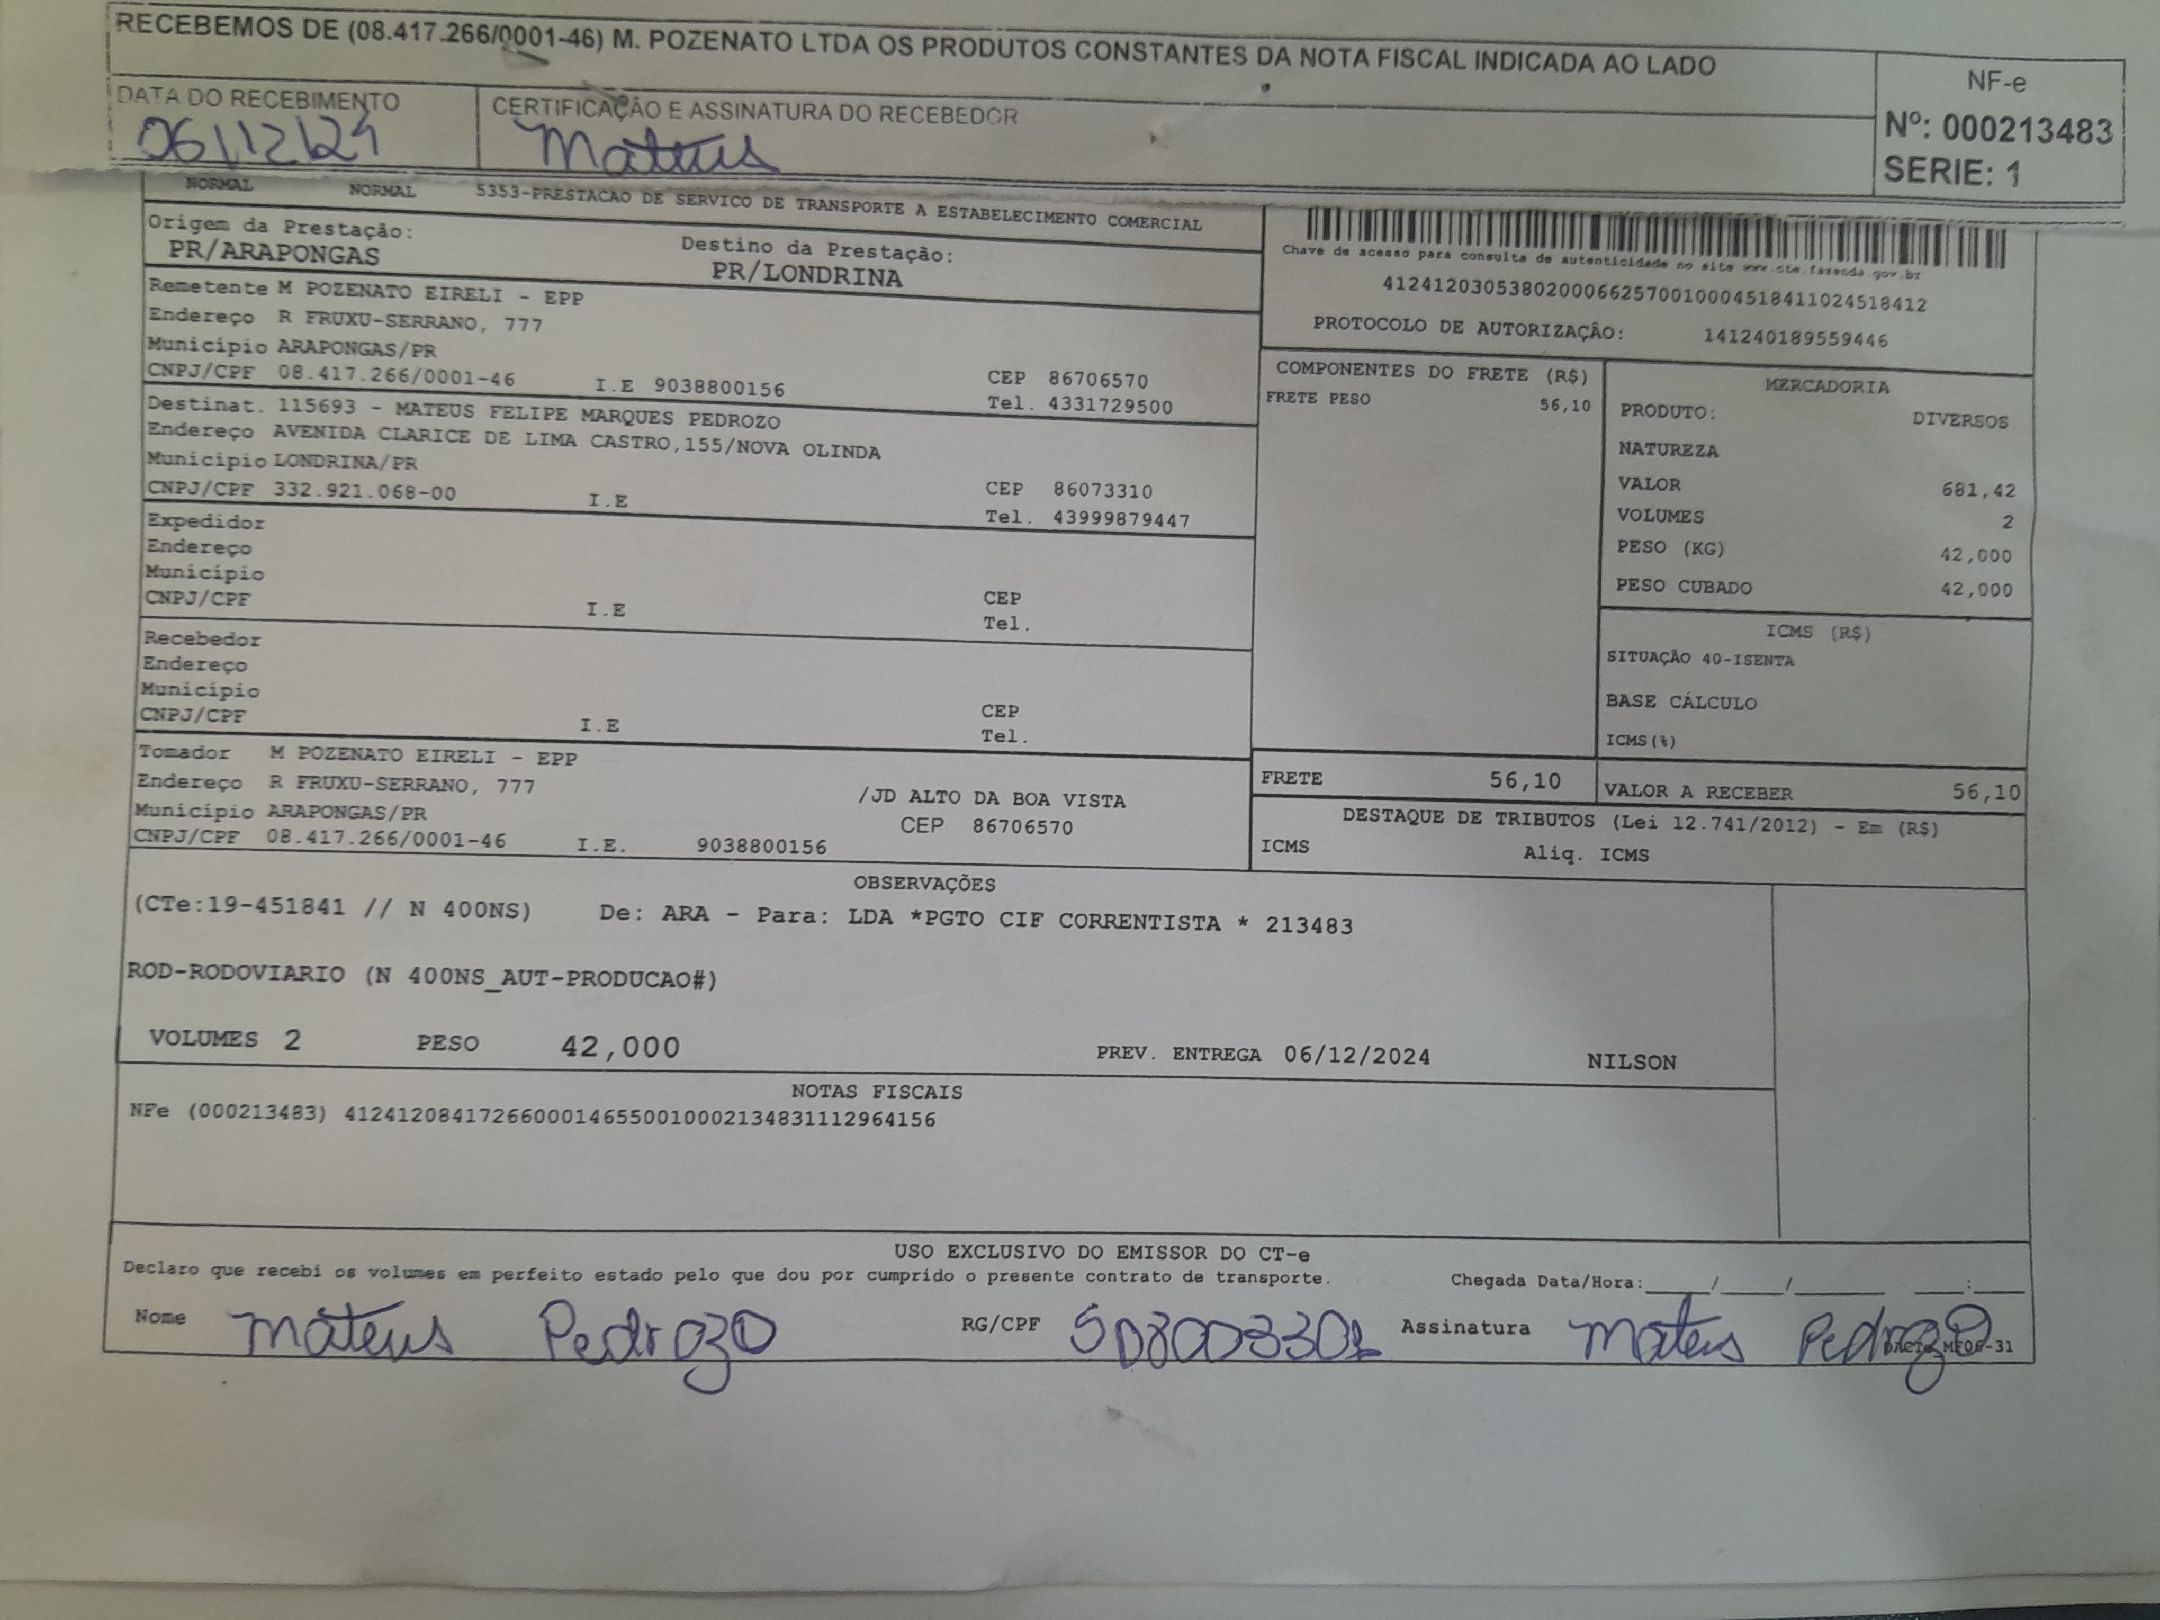 RECEBEMOS DE (08.417.266/0001-46) M. POZENATO LTDA OS PRODUTOS CONSTANTES DA NOTA FISCAL INDICADA AO LADO
NF-e
Nº: 000213483
SERIE: 1
DATA DO RECEBIMENTO
06/12/24
CERTIFICAÇÃO E ASSINATURA DO RECEBEDOR
Mateus
NORMAL NORMAL 5353-PRESTACAO DE SERVICO DE TRANSPORTE A ESTABELECIMENTO COMERCIAL
Origem da Prestação: Destino da Prestação:
PR/ARAPONGAS PR/LONDRINA
Chave de acesso para consulta de autenticidade no site www.cte.fazenda.gov.br
41241203053802000662570010004518411024518412
PROTOCOLO DE AUTORIZAÇÃO: 141240189559446
Remetente M POZENATO EIRELI - EPP
Endereço R FRUXU-SERRANO, 777
Município ARAPONGAS/PR
CEP 86706570
CNPJ/CPF 08.417.266/0001-46 I.E 9038800156 Tel. 4331729500
Destinat. 115693 - MATEUS FELIPE MARQUES PEDROZO
Endereço AVENIDA CLARICE DE LIMA CASTRO,155/NOVA OLINDA
Município LONDRINA/PR
CEP 86073310
CNPJ/CPF 332.921.068-00 I.E Tel. 43999879447
Expedidor
Endereço
Município
CEP
CNPJ/CPF I.E Tel.
Recebedor
Endereço
Município
CEP
CNPJ/CPF I.E Tel.
Tomador M POZENATO EIRELI - EPP
Endereço R FRUXU-SERRANO, 777 /JD ALTO DA BOA VISTA
Município ARAPONGAS/PR CEP 86706570
CNPJ/CPF 08.417.266/0001-46 I.E. 9038800156
COMPONENTES DO FRETE (R$)
FRETE PESO 56,10
MERCADORIA
PRODUTO: DIVERSOS
NATUREZA
VALOR 681,42
VOLUMES 2
PESO (KG) 42,000
PESO CUBADO 42,000
ICMS (R$)
SITUAÇÃO 40-ISENTA
BASE CÁLCULO
ICMS(%)
FRETE 56,10 VALOR A RECEBER 56,10
DESTAQUE DE TRIBUTOS (Lei 12.741/2012) - Em (R$)
ICMS Aliq. ICMS
OBSERVAÇÕES
(CTe:19-451841 // N 400NS) De: ARA - Para: LDA *PGTO CIF CORRENTISTA * 213483
ROD-RODOVIARIO (N 400NS_AUT-PRODUCAO#)
VOLUMES 2 PESO 42,000 PREV. ENTREGA 06/12/2024 NILSON
NOTAS FISCAIS
NFe (000213483) 41241208417266000146550010002134831112964156
USO EXCLUSIVO DO EMISSOR DO CT-e
Declaro que recebi os volumes em perfeito estado pelo que dou por cumprido o presente contrato de transporte. Chegada Data/Hora:_____/_____/_______ ____:____
Nome Mateus Pedrozo RG/CPF Assinatura Mateus Pedrozo